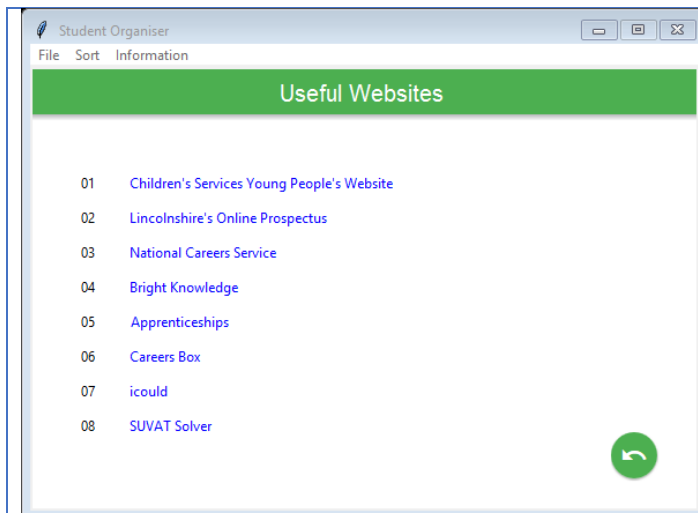 Student Organiser
File Sort Information
Useful Websites
01 Children's Services Young People's Website
02 Lincolnshire's Online Prospectus
03 National Careers Service
04 Bright Knowledge
05 Apprenticeships
06 Careers Box
07 icould
08 SUVAT Solver